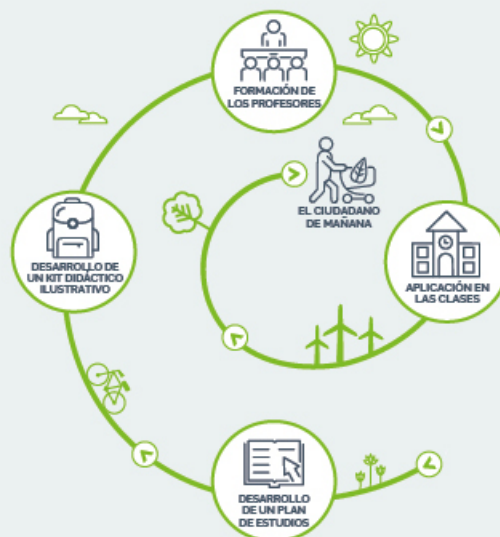 FORMACIÓN DE
LOS PROFESORES
EL CIUDADANO
DE MAÑANA
DESARROLLO DE
UN KIT DIDÁCTICO
ILUSTRATIVO
APLICACIÓN EN
LAS CLASES
DESARROLLO
DE UN PLAN
DE ESTUDIOS